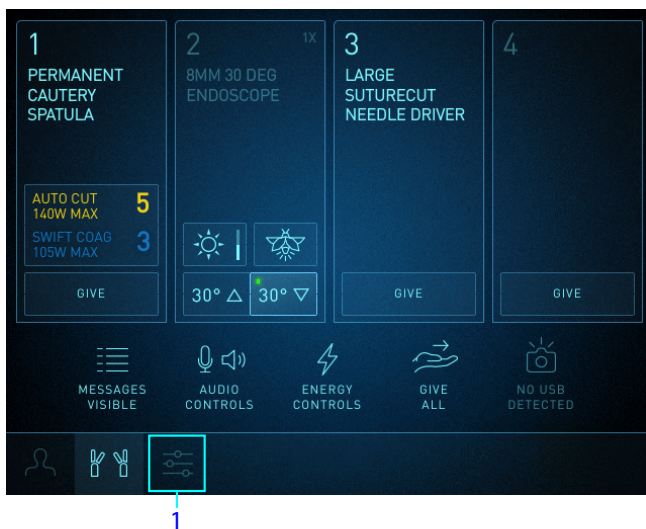 1
PERMANENT
CAUTERY
SPATULA
AUTO CUT
140W MAX
5
SWIFT COAG
105W MAX
3
GIVE
2
1X
8MM 30 DEG
ENDOSCOPE
30°
30°
3
LARGE
SUTURECUT
NEEDLE DRIVER
GIVE
4
GIVE
MESSAGES
VISIBLE
AUDIO
CONTROLS
ENERGY
CONTROLS
GIVE
ALL
NO USB
DETECTED
1